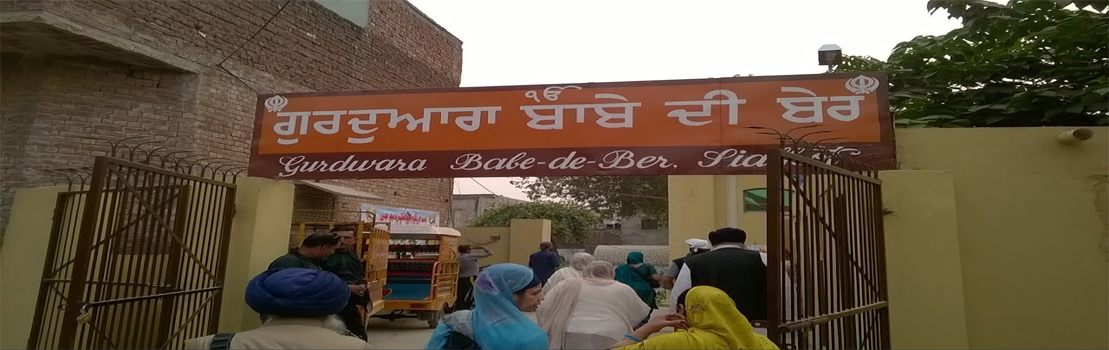 ੴ
ਗੁਰਦੁਆਰਾ ਬਾਬੇ ਦੀ ਬੇਰ
Gurdwara Babe-de-Ber,